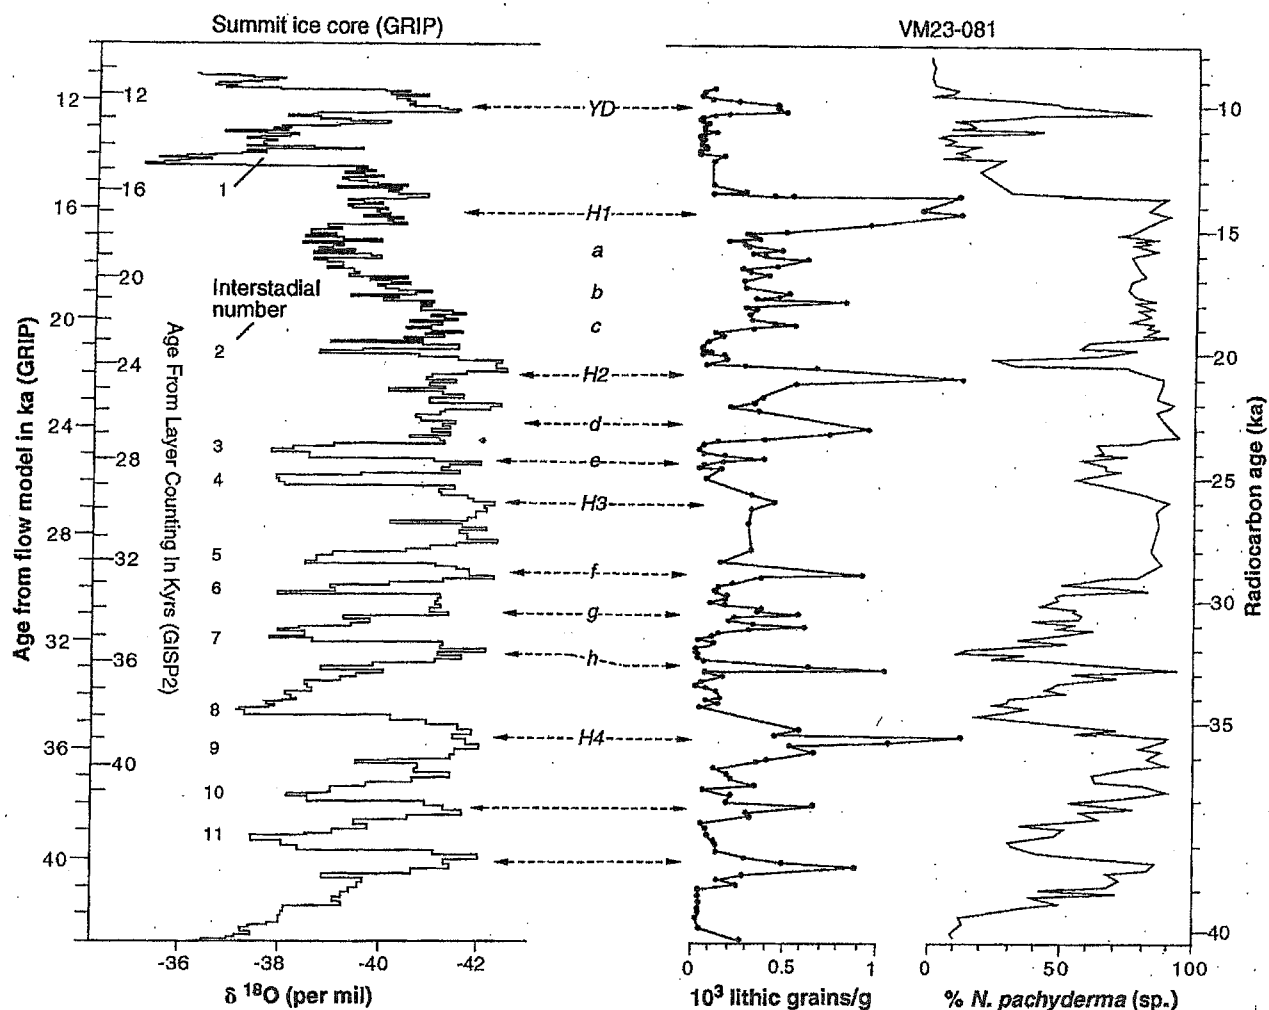 Summit ice core (GRIP)
VM23-081
Age from flow model in ka (GRIP)
12
16
20
24
28
32
36
40
Age From Layer Counting In Kyrs (GISP2)
12
16
20
24
28
32
36
40
Interstadial
number
1
2
3
4
5
6
7
8
9
10
11
YD
H1
a
b
c
H2
d
e
H3
f
g
h
H4
Radiocarbon age (ka)
10
15
20
25
30
35
40
-36 -38 -40 -42
δ ¹⁸O (per mil)
0 0.5 1
10³ lithic grains/g
0 50 100
% N. pachyderma (sp.)